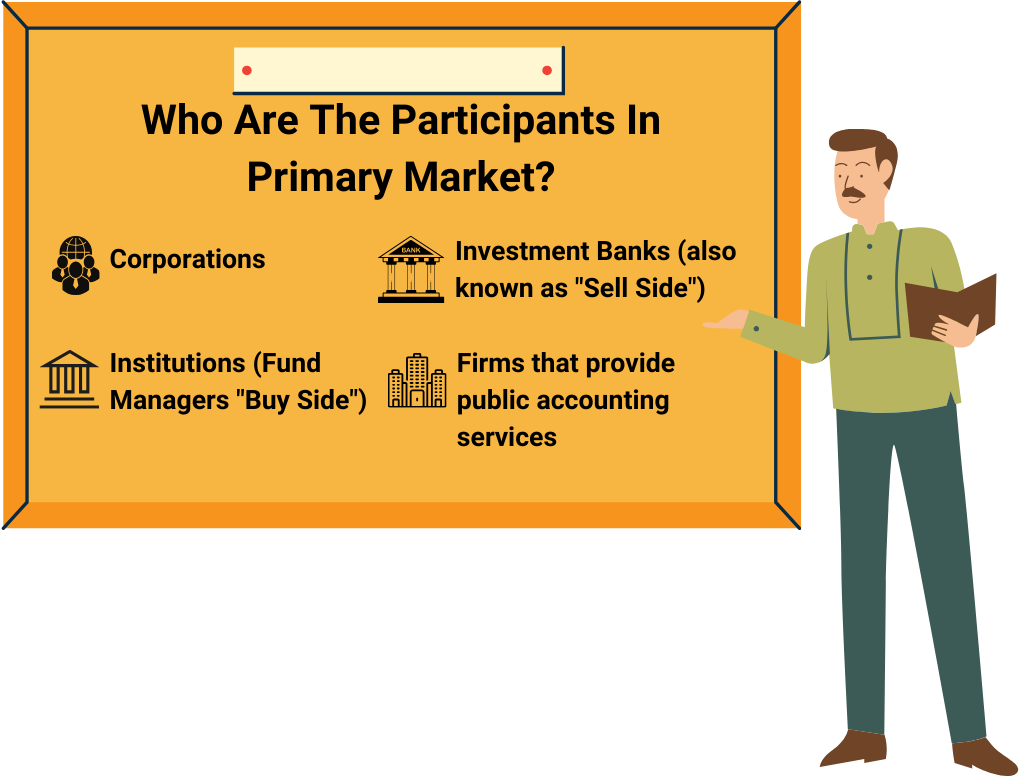 Who Are The Participants In
Primary Market?
Corporations
BANK
Investment Banks (also
known as "Sell Side")
Institutions (Fund
Managers "Buy Side")
Firms that provide
public accounting
services